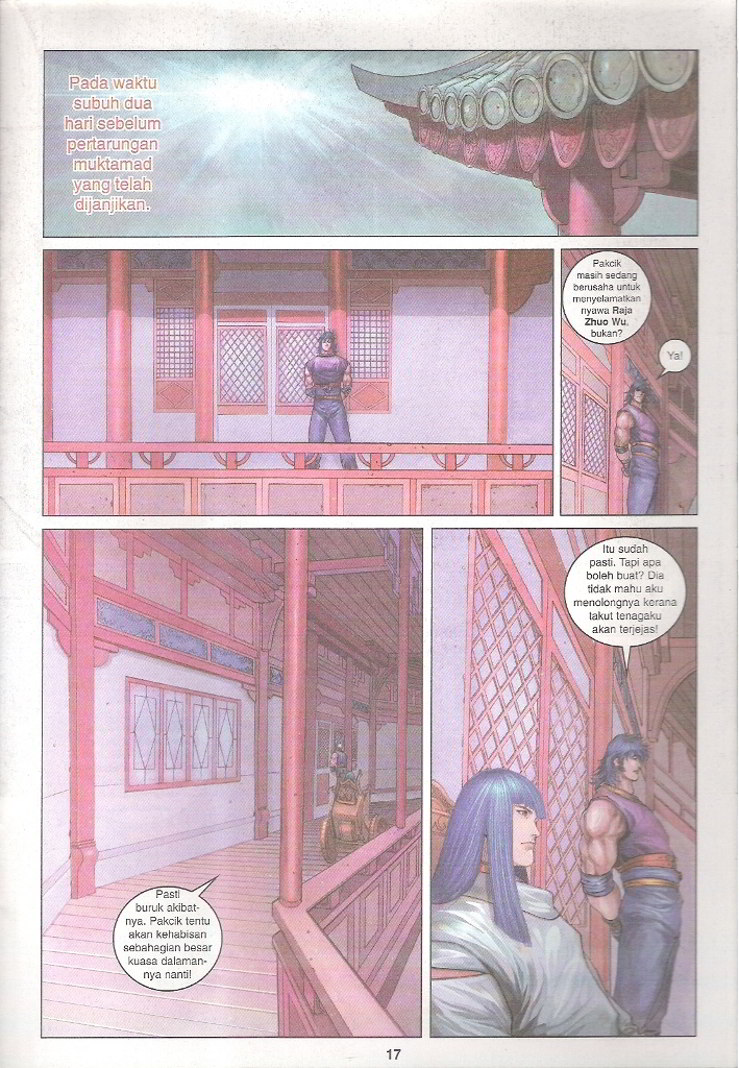 Pada waktu
subuh dua
hari sebelum
pertarungan
muktamad
yang telah
dijanjikan.
Pakcik
masih sedang
berusaha untuk
menyelamatkan
nyawa Raja
Zhuo Wu,
bukan?
Ya!
Pasti
buruk akibat-
nya. Pakcik tentu
akan kehabisan
sebahagian besar
kuasa dalaman-
nya nanti!
Itu sudah
pasti. Tapi apa
boleh buat? Dia
tidak mahu aku
menolongnya kerana
takut tenagaku
akan terjejas!
17